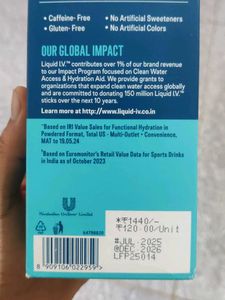 • Caffeine- Free
• No Artificial Sweeteners
• Gluten- Free
• No Artificial Colors
OUR GLOBAL IMPACT
Liquid I.V.™ contributes over 1% of our brand revenue
to our Impact Program focused on Clean Water
Access & Hydration Aid. We provide grants to
organizations that expand clean water access globally
and are committed to donating 150 million Liquid I.V.™
sticks over the next 10 years.
Learn more at http://www.liquid-iv.co.in
*Based on IRI Value Sales for Functional Hydration in
Powdered Format, Total US - Multi-Outlet + Convenience,
MAT to 19.05.24
Based on Euromonitor's Retail Value Data for Sports Drinks
in India as of October 2023
Hindustan Unilever Limited
64786620
8 909106 022959
*₹1440/-
₹120.00/Unit
#JUL.2025
@DEC.2026
LFP25014